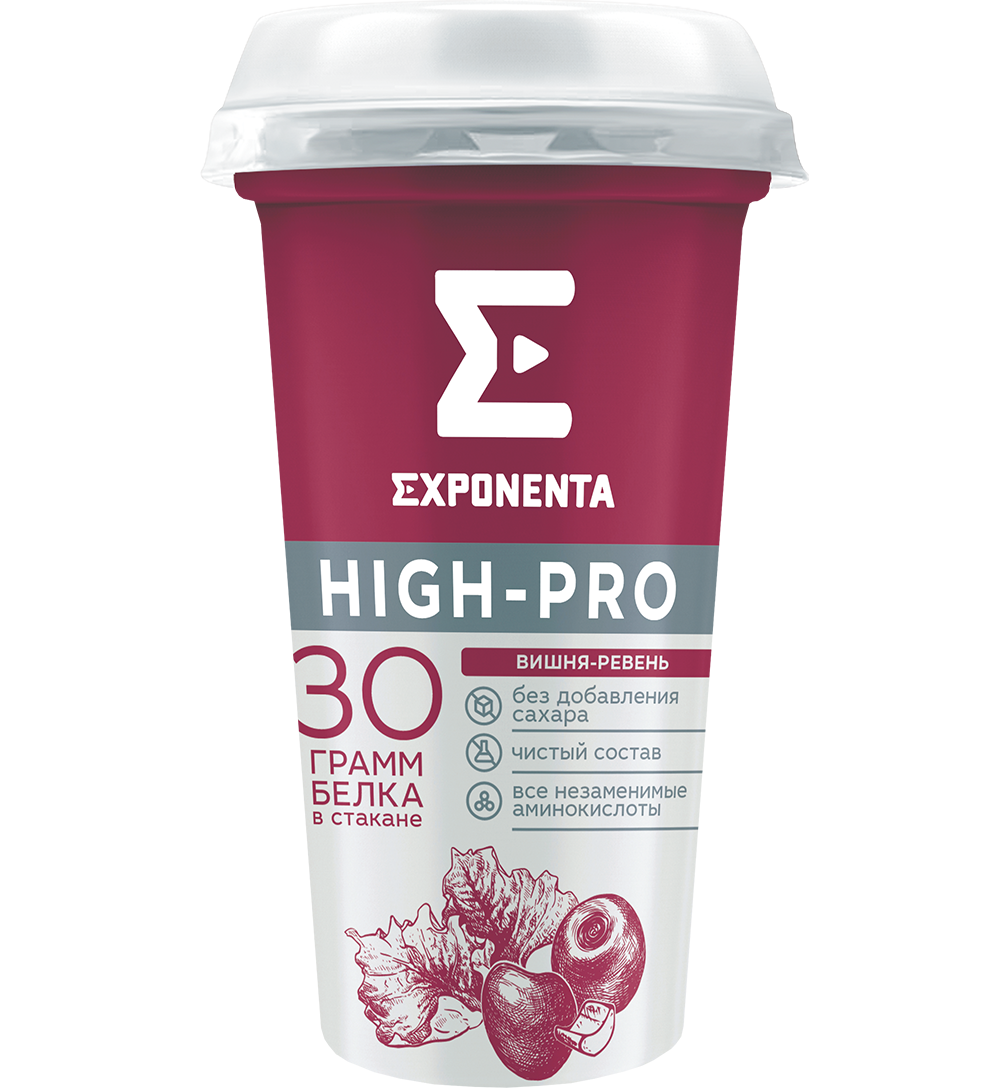 EXPONENTA
HIGH-PRO
30
ГРАММ
БЕЛКА
в стакане
ВИШНЯ-РЕВЕНЬ
без добавления
сахара
чистый состав
все незаменимые
аминокислоты